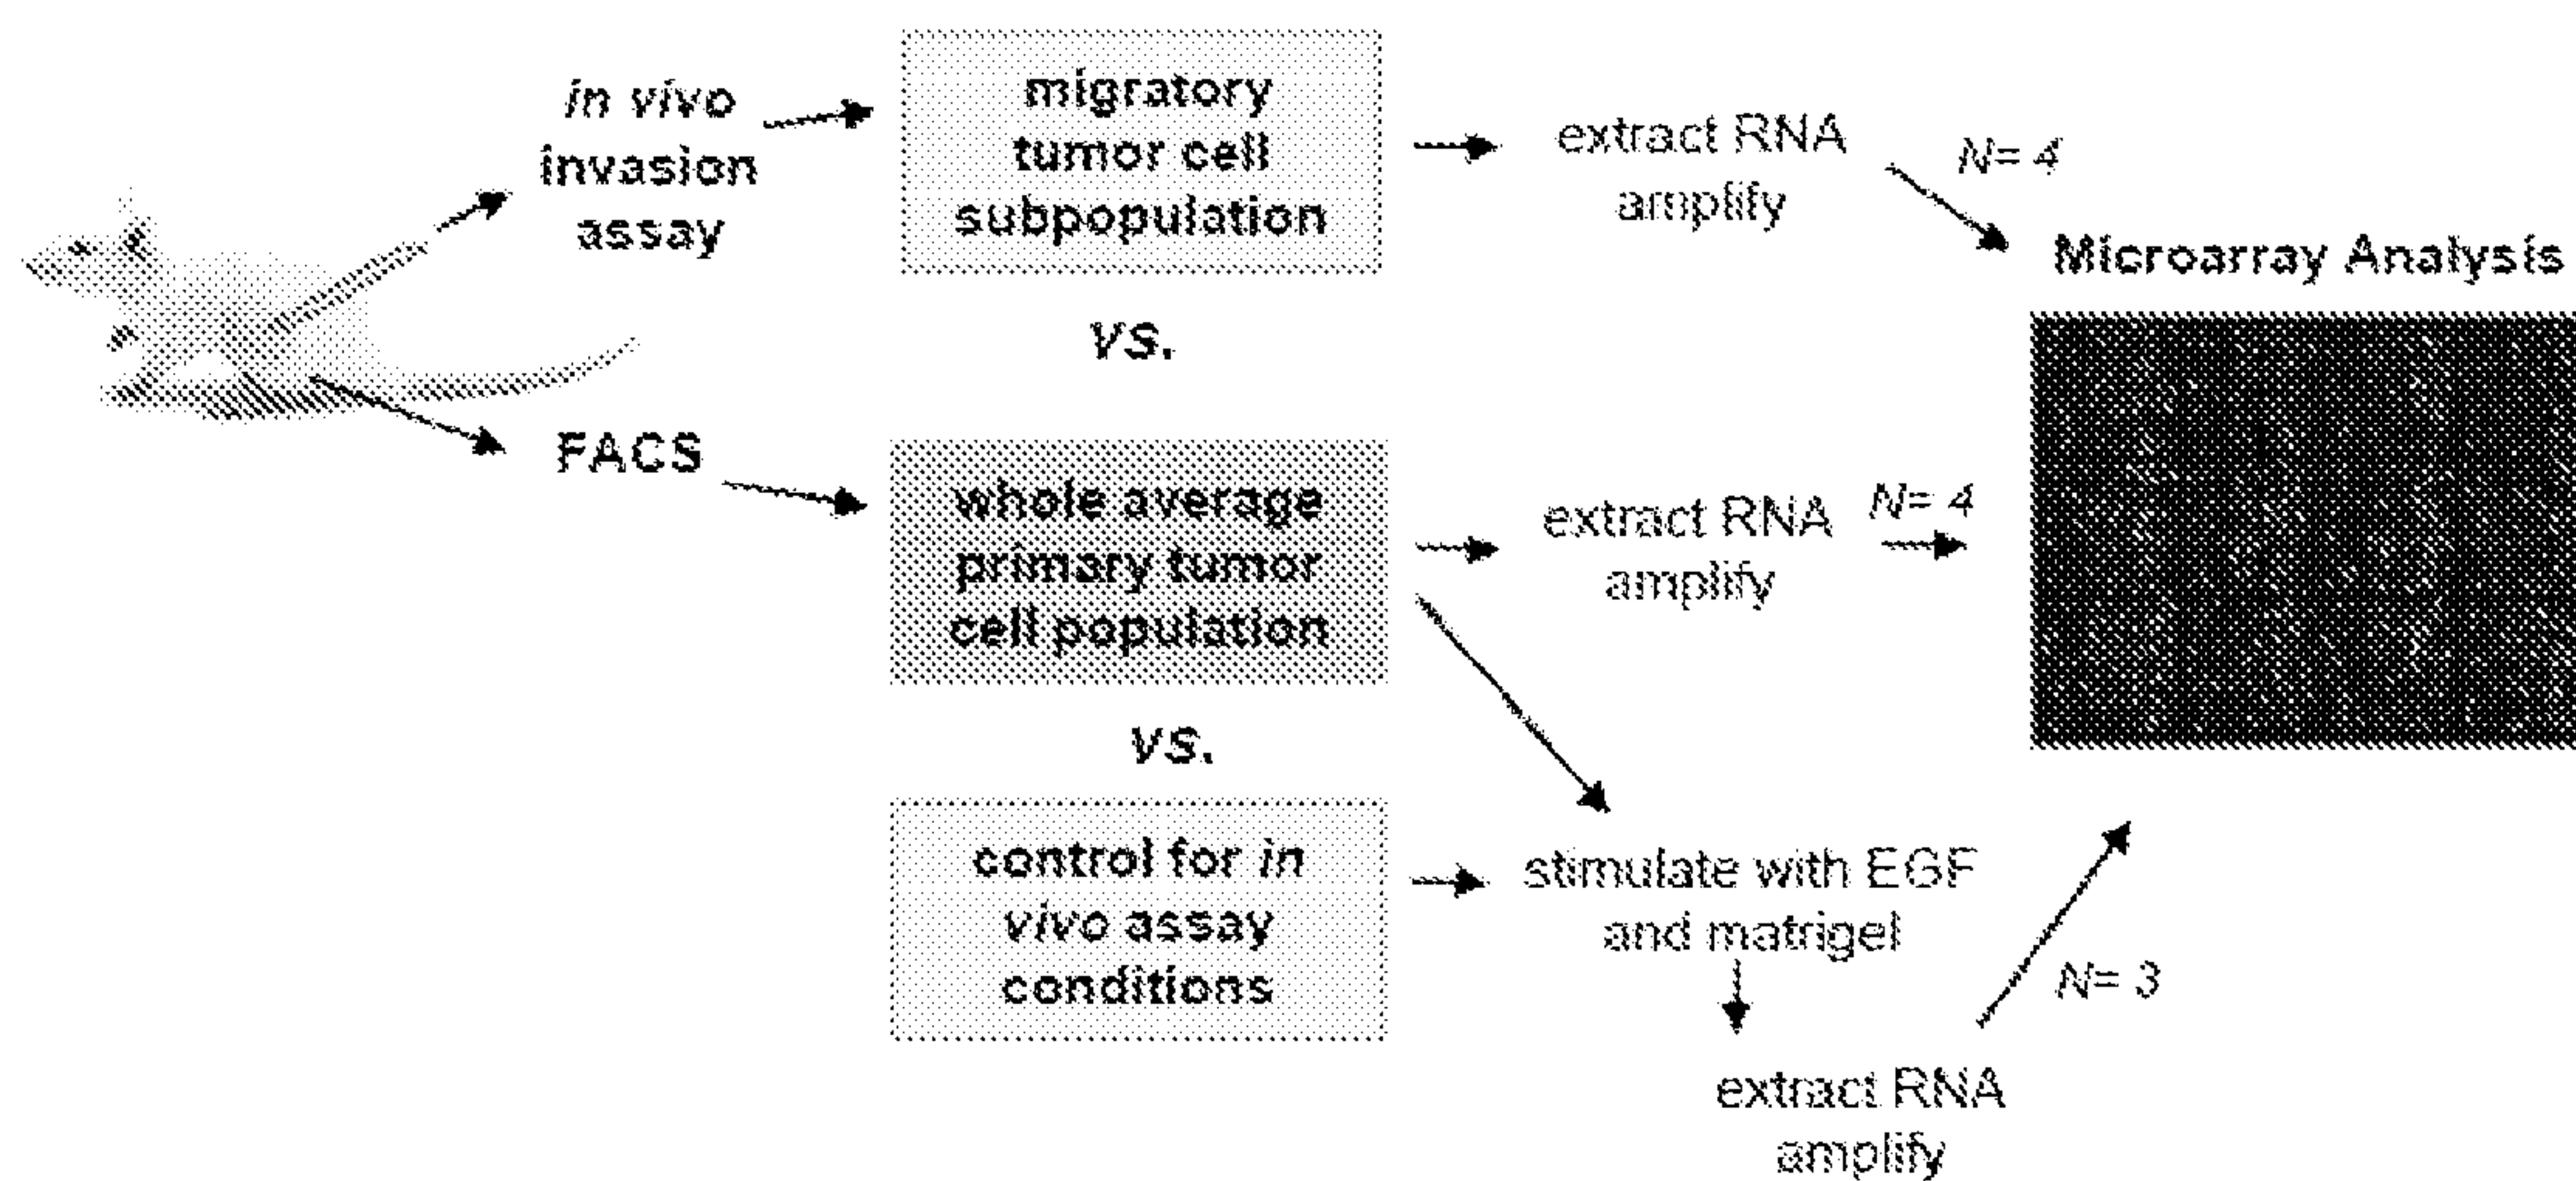 in vivo
invasion
assay
migratory
tumor cell
subpopulation
extract RNA
amplify
N= 4
Microarray Analysis
vs.
FACS
whole average
primary tumor
cell population
extract RNA
amplify
N= 4
vs.
control for in
vivo assay
conditions
stimulate with EGF
and matrigel
N= 3
extract RNA
amplify